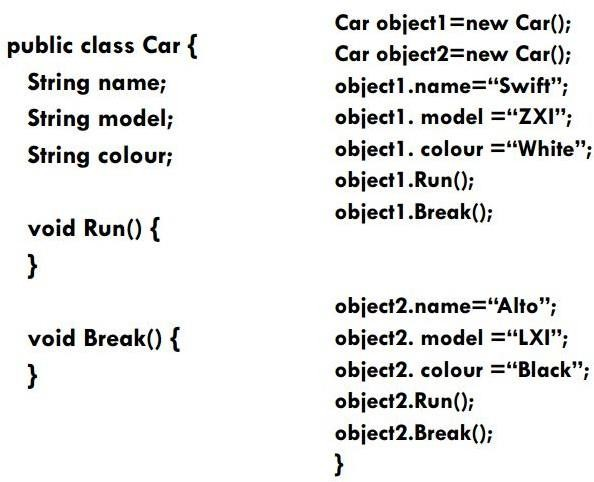 public class Car {
String name;
String model;
String colour;
void Run() {
}
void Break() {
}
Car object1=new Car();
Car object2=new Car();
object1.name=“Swift”;
object1. model =“ZXI”;
object1. colour =“White”;
object1.Run();
object1.Break();
object2.name=“Alto”;
object2. model =“LXI”;
object2. colour =“Black”;
object2.Run();
object2.Break();
}